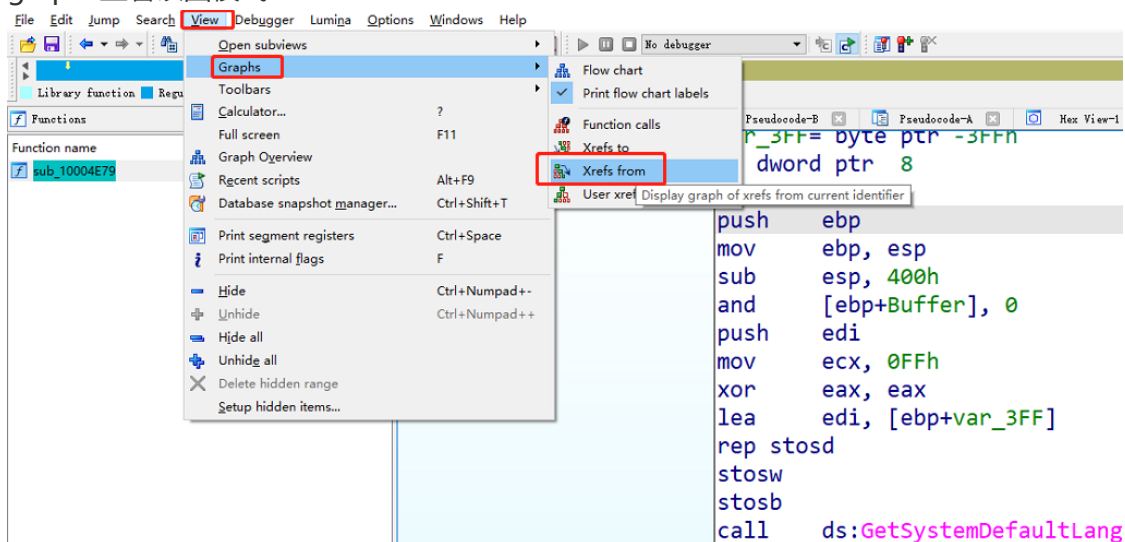 File Edit Jump Search View Debugger Lumina Options Windows Help
No debugger
Library function Regu
Functions
Function name
sub_10004E79
Open subviews
Graphs
Toolbars
Calculator... ?
Full screen F11
Graph Overview
Recent scripts Alt+F9
Database snapshot manager... Ctrl+Shift+T
Print segment registers Ctrl+Space
Print internal flags F
Hide Ctrl+Numpad+-
Unhide Ctrl+Numpad++
Hide all
Unhide all
Delete hidden range
Setup hidden items...
Flow chart
Print flow chart labels
Function calls
Xrefs to
Xrefs from
User xref
Display graph of xrefs from current identifier
Pseudocode-B Pseudocode-A Hex View-1
r_3FF= byte ptr -3FFh
dword ptr 8
push ebp
mov ebp, esp
sub esp, 400h
and [ebp+Buffer], 0
push edi
mov ecx, 0FFh
xor eax, eax
lea edi, [ebp+var_3FF]
rep stosd
stosw
stosb
call ds:GetSystemDefaultLang